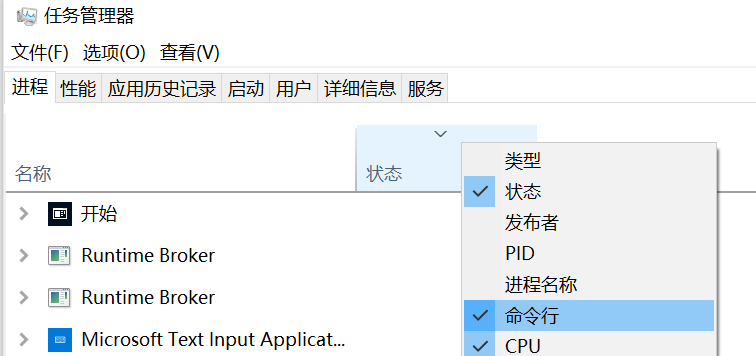 任务管理器
文件(F) 选项(O) 查看(V)
进程 性能 应用历史记录 启动 用户 详细信息 服务
名称 状态
开始
Runtime Broker
Runtime Broker
Microsoft Text Input Applicat...
类型
状态
发布者
PID
进程名称
命令行
CPU